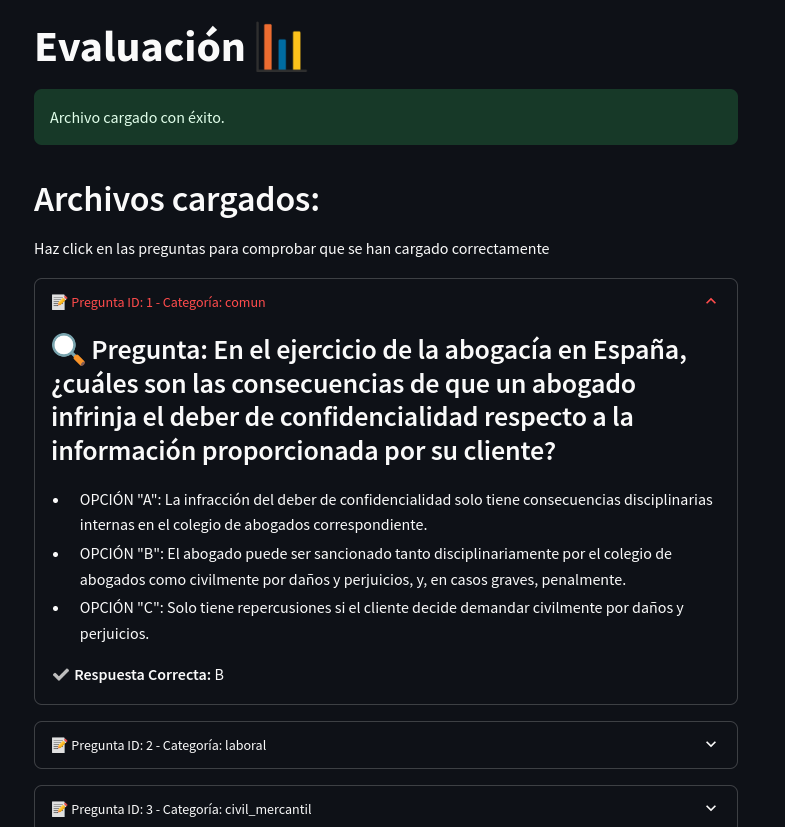 Evaluación
Archivo cargado con éxito.
Archivos cargados:
Haz click en las preguntas para comprobar que se han cargado correctamente
Pregunta ID: 1 - Categoría: comun
Pregunta: En el ejercicio de la abogacía en España,
¿cuáles son las consecuencias de que un abogado
infrinja el deber de confidencialidad respecto a la
información proporcionada por su cliente?
• OPCIÓN "A": La infracción del deber de confidencialidad solo tiene consecuencias disciplinarias
internas en el colegio de abogados correspondiente.
• OPCIÓN "B": El abogado puede ser sancionado tanto disciplinariamente por el colegio de
abogados como civilmente por daños y perjuicios, y, en casos graves, penalmente.
• OPCIÓN "C": Solo tiene repercusiones si el cliente decide demandar civilmente por daños y
perjuicios.
Respuesta Correcta: B
Pregunta ID: 2 - Categoría: laboral
Pregunta ID: 3 - Categoría: civil_mercantil